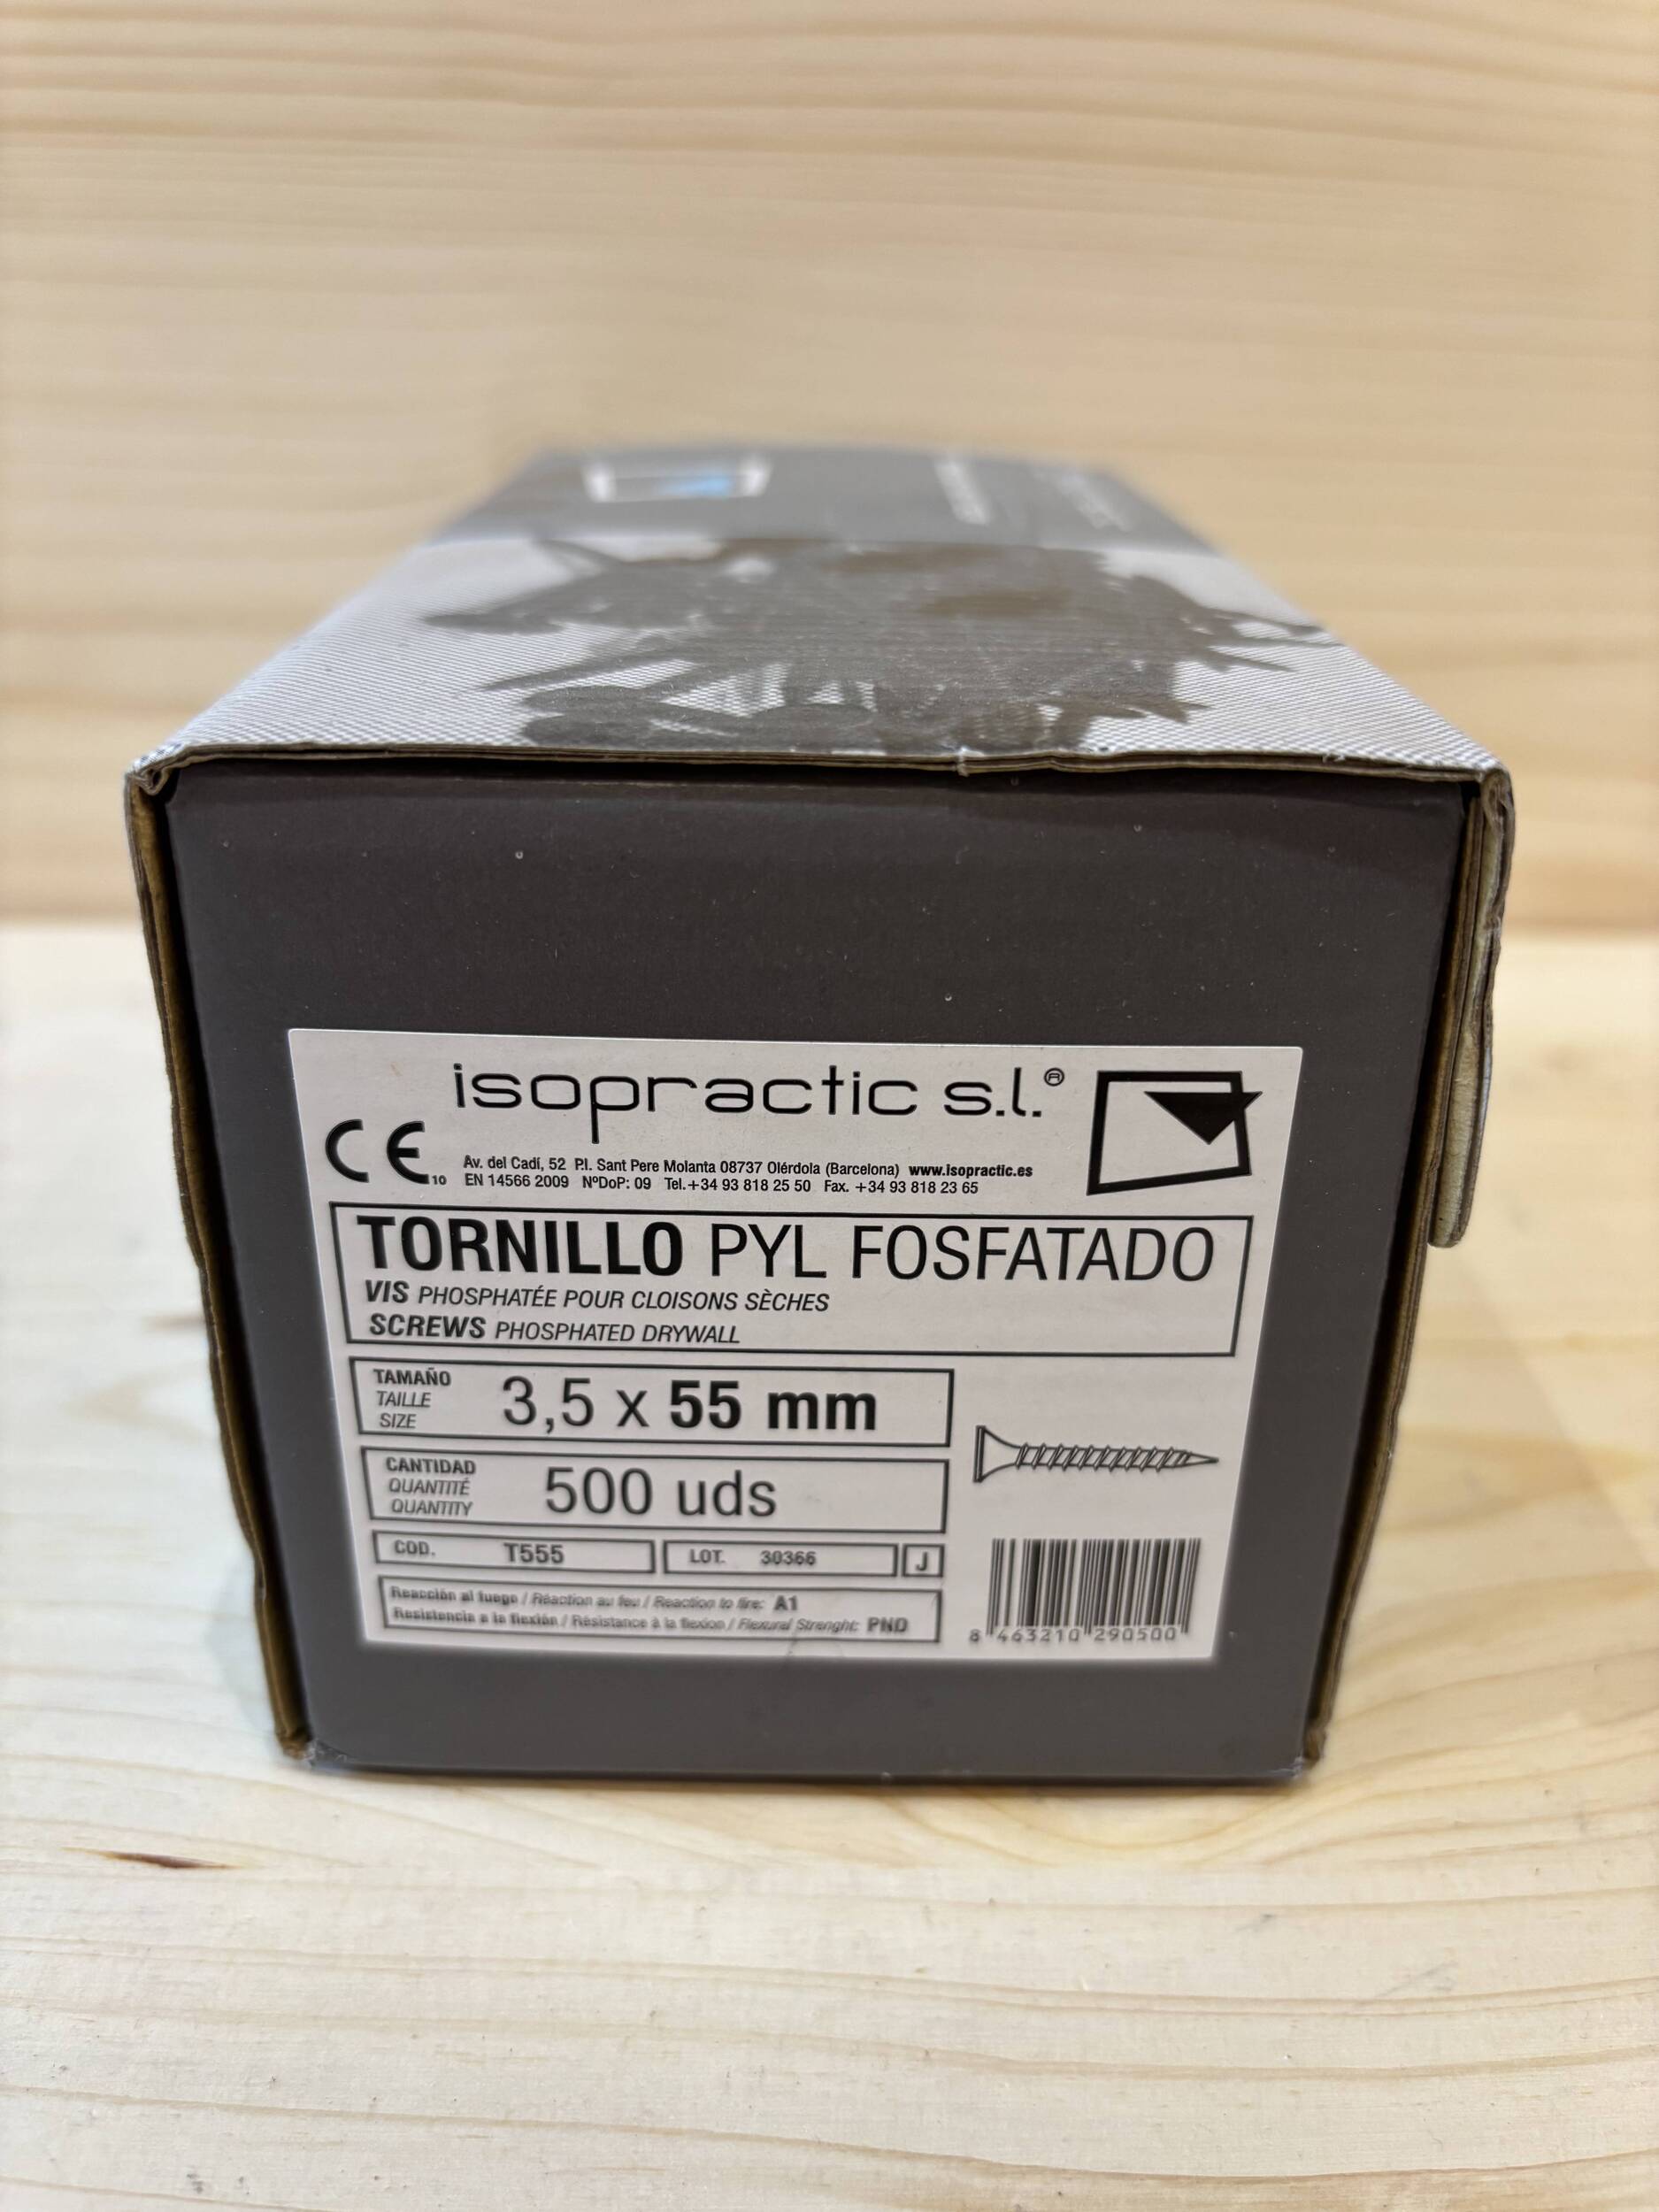 isopractic s.l.®
CE 10
Av. del Cadí, 52 P.I. Sant Pere Molanta 08737 Olérdola (Barcelona) www.isopractic.es
EN 14566 2009 NºDoP: 09 Tel.+34 93 818 25 50 Fax. +34 93 818 23 65
TORNILLO PYL FOSFATADO
VIS PHOSPHATÉE POUR CLOISONS SÈCHES
SCREWS PHOSPHATED DRYWALL
TAMAÑO
TAILLE
SIZE
3,5 x 55 mm
CANTIDAD
QUANTITÉ
QUANTITY
500 uds
COD. T555 LOT. 30366 J
Reacción al fuego / Réaction au feu / Reaction to fire: A1
Resistencia a la flexión / Résistance à la flexion / Flexural Strenght: PND
8 463210 290500